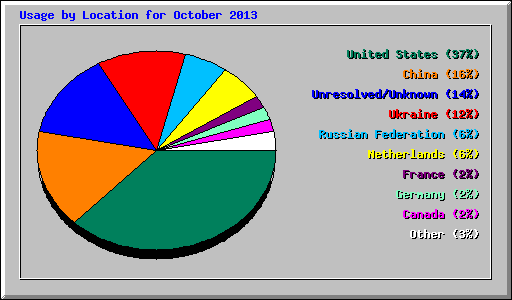 Usage by Location for October 2013
United States (37%)
China (16%)
Unresolved/Unknown (14%)
Ukraine (12%)
Russian Federation (6%)
Netherlands (6%)
France (2%)
Germany (2%)
Canada (2%)
Other (3%)